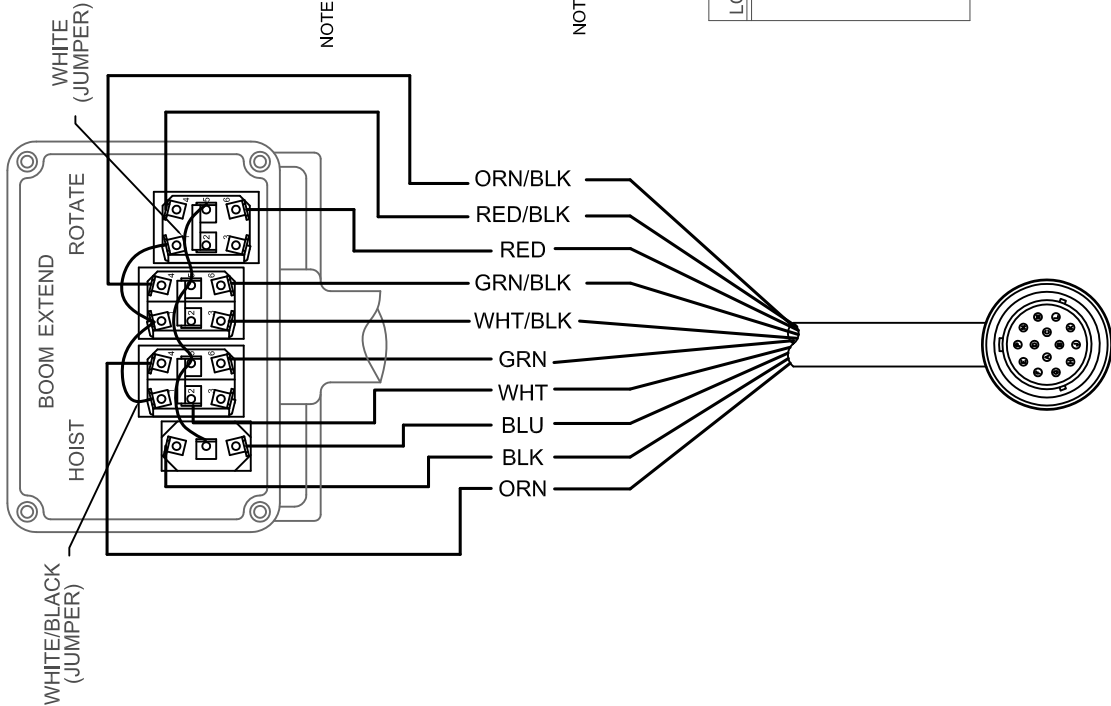 WHITE
(JUMPER)
NOTE
NOT
LC
ROTATE
BOOM EXTEND
HOIST
WHITE/BLACK
(JUMPER)
ORN/BLK
RED/BLK
RED
GRN/BLK
WHT/BLK
GRN
WHT
BLU
BLK
ORN